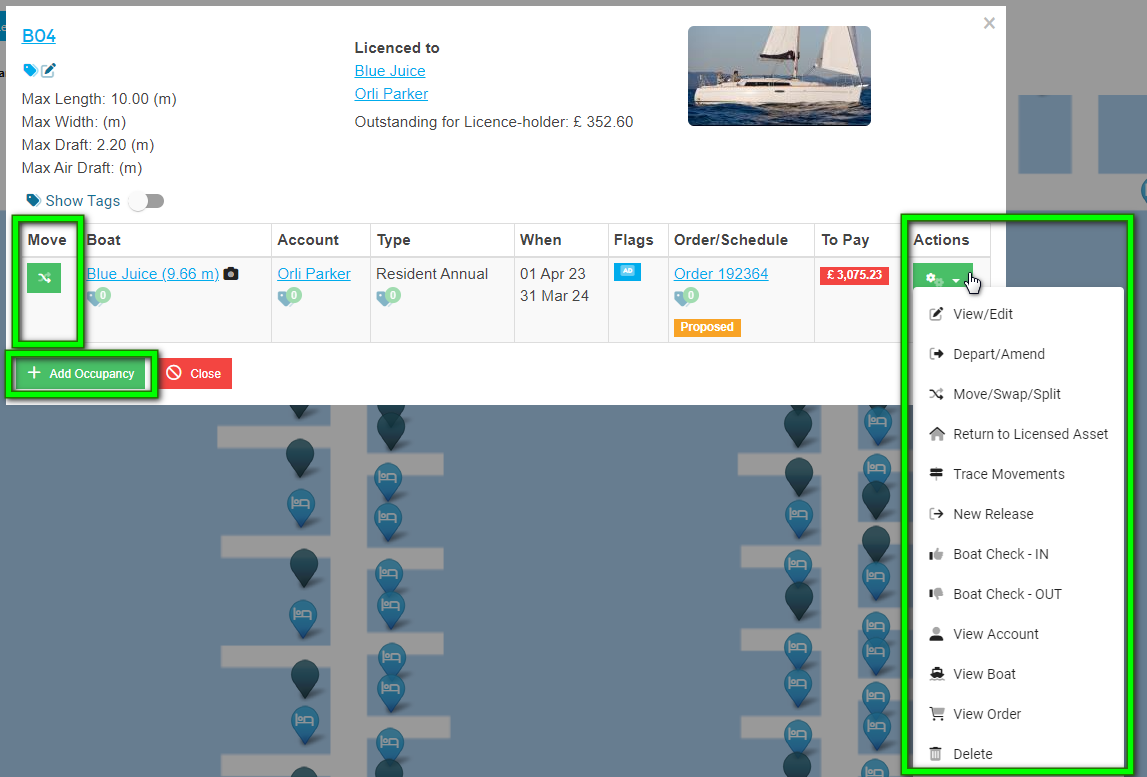 B04
×
Max Length: 10.00 (m)
Max Width: (m)
Max Draft: 2.20 (m)
Max Air Draft: (m)
Licenced to
Blue Juice
Orli Parker
Outstanding for Licence-holder: £ 352.60
Show Tags
Move Boat Account Type When Flags Order/Schedule To Pay Actions
Blue Juice (9.66 m) Orli Parker Resident Annual 01 Apr 23 AD Order 192364 £ 3,075.23
0 0 0 31 Mar 24 0
Proposed
+ Add Occupancy Close
View/Edit
Depart/Amend
Move/Swap/Split
Return to Licensed Asset
Trace Movements
New Release
Boat Check - IN
Boat Check - OUT
View Account
View Boat
View Order
Delete